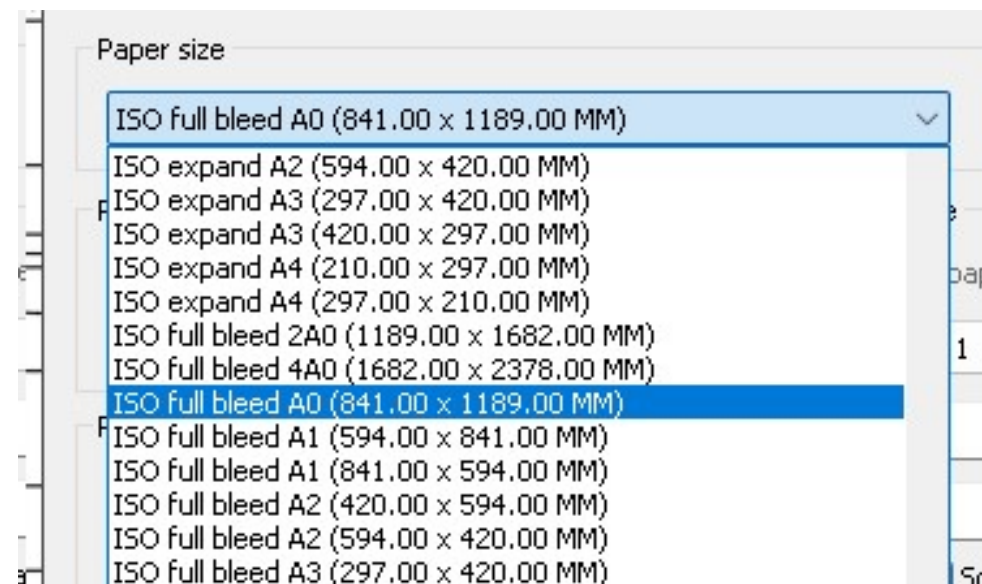 Paper size
ISO full bleed A0 (841.00 x 1189.00 MM)
ISO expand A2 (594.00 x 420.00 MM)
ISO expand A3 (297.00 x 420.00 MM)
ISO expand A3 (420.00 x 297.00 MM)
ISO expand A4 (210.00 x 297.00 MM)
ISO expand A4 (297.00 x 210.00 MM)
ISO full bleed 2A0 (1189.00 x 1682.00 MM)
1
ISO full bleed 4A0 (1682.00 x 2378.00 MM)
ISO full bleed A0 (841.00 x 1189.00 MM)
ISO full bleed A1 (594.00 x 841.00 MM)
ISO full bleed A1 (841.00 x 594.00 MM)
ISO full bleed A2 (420.00 x 594.00 MM)
ISO full bleed A2 (594.00 x 420.00 MM)
ISO full bleed A3 (297.00 x 420.00 MM)